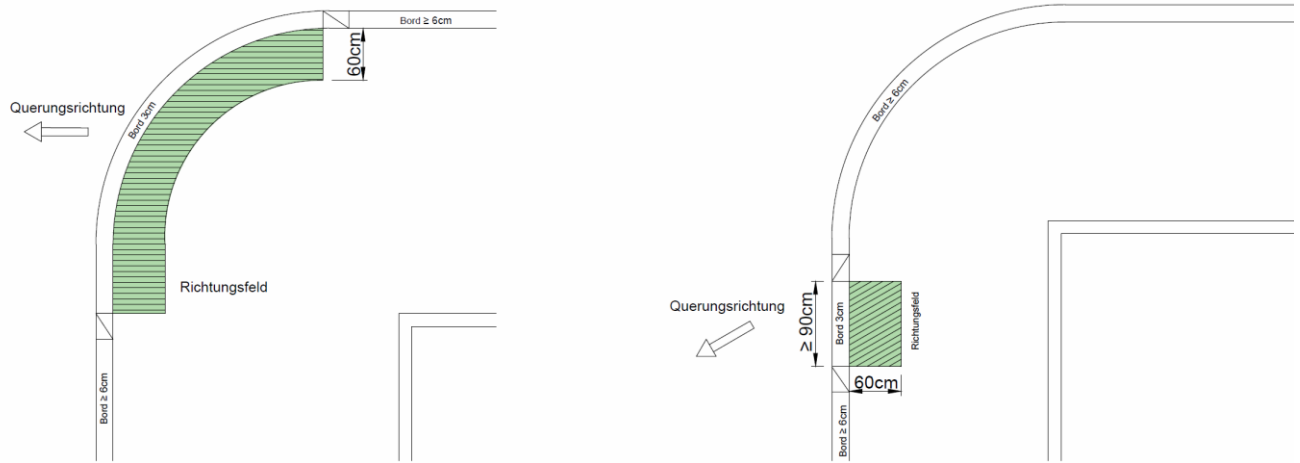 Bord ≥ 6cm
60cm
Querungsrichtung
Bord 3cm
Richtungsfeld
Bord ≥ 6cm
Bord ≥ 6cm
Querungsrichtung
≥ 90cm
Bord 3cm
Richtungsfeld
60cm
Bord ≥ 6cm